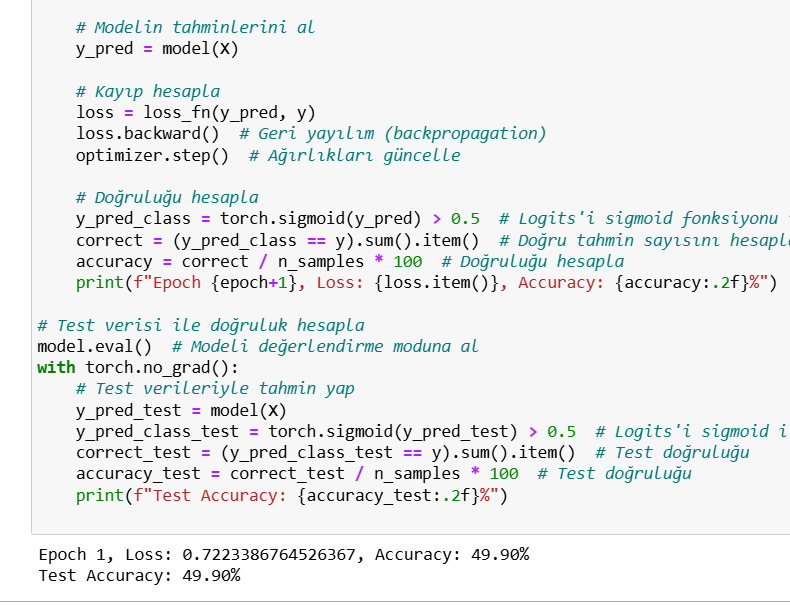 # Modelin tahminlerini al
y_pred = model(X)
# Kayıp hesapla
loss = loss_fn(y_pred, y)
loss.backward()  # Geri yayılım (backpropagation)
optimizer.step()  # Ağırlıkları güncelle
# Doğruluğu hesapla
y_pred_class = torch.sigmoid(y_pred) > 0.5  # Logits'i sigmoid fonksiyonu
correct = (y_pred_class == y).sum().item()  # Doğru tahmin sayısını hesapl
accuracy = correct / n_samples * 100  # Doğruluğu hesapla
print(f"Epoch {epoch+1}, Loss: {loss.item()}, Accuracy: {accuracy:.2f}%")
# Test verisi ile doğruluk hesapla
model.eval()  # Modeli değerlendirme moduna al
with torch.no_grad():
# Test verileriyle tahmin yap
y_pred_test = model(X)
y_pred_class_test = torch.sigmoid(y_pred_test) > 0.5  # Logits'i sigmoid i
correct_test = (y_pred_class_test == y).sum().item()  # Test doğruluğu
accuracy_test = correct_test / n_samples * 100  # Test doğruluğu
print(f"Test Accuracy: {accuracy_test:.2f}%")
Epoch 1, Loss: 0.7223386764526367, Accuracy: 49.90%
Test Accuracy: 49.90%